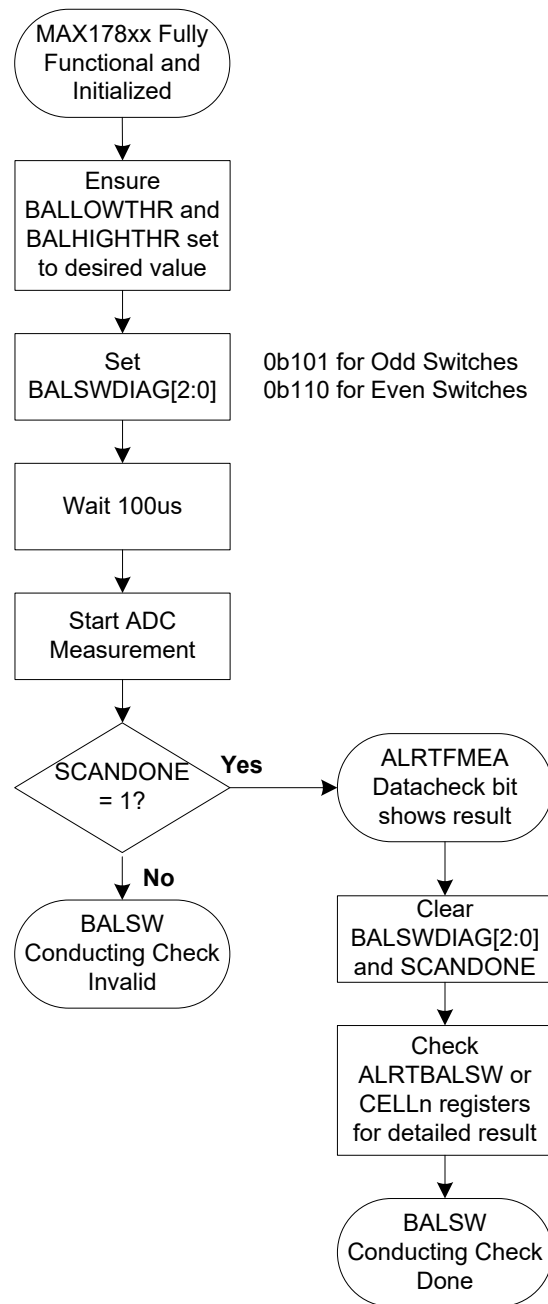 MAX178xx Fully
Functional and
Initialized
Ensure
BALLOWTHR and
BALHIGHTHR set
to desired value
Set
BALSWDIAG[2:0]
0b101 for Odd Switches
0b110 for Even Switches
Wait 100us
Start ADC
Measurement
SCANDONE
= 1?
Yes
No
BALSW
Conducting Check
Invalid
ALRTFMEA
Datacheck bit
shows result
Clear
BALSWDIAG[2:0]
and SCANDONE
Check
ALRTBALSW or
CELLn registers
for detailed result
BALSW
Conducting Check
Done